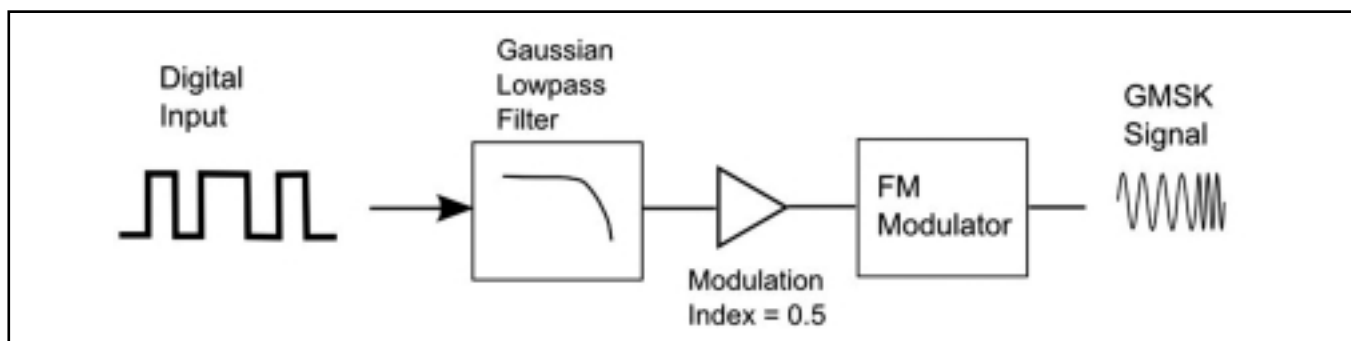 Digital
Input
Gaussian
Lowpass
Filter
Modulation
Index = 0.5
FM
Modulator
GMSK
Signal